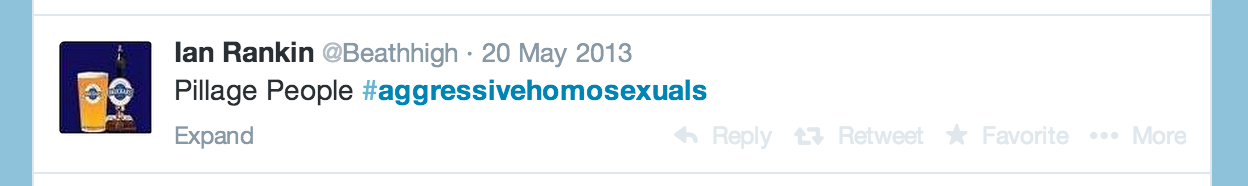 Ian Rankin @Beathhigh · 20 May 2013
Pillage People #aggressivehomosexuals
Expand Reply Retweet Favorite More